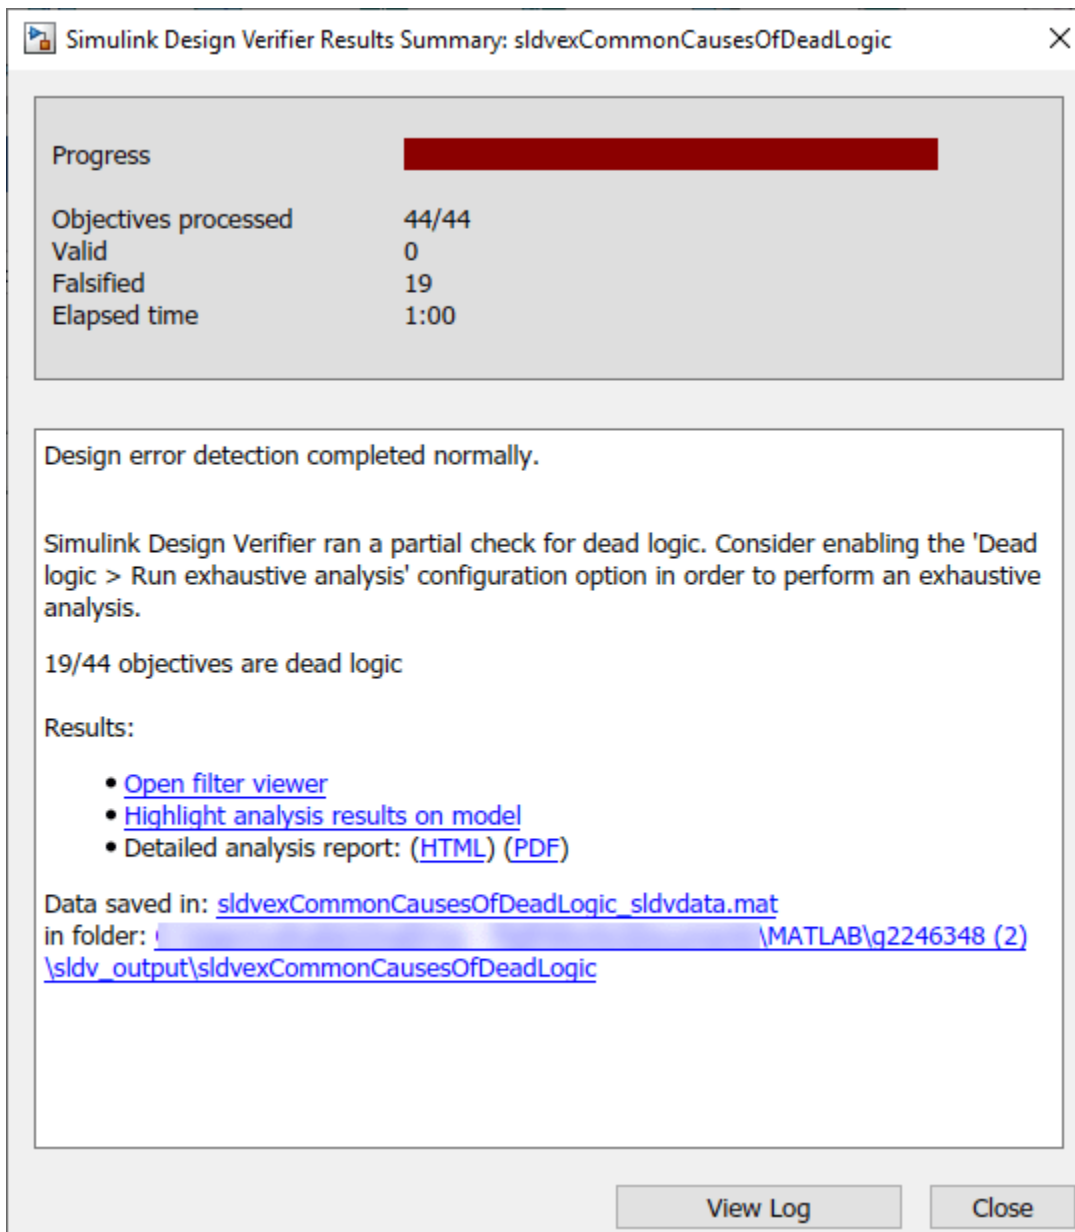 Simulink Design Verifier Results Summary: sldvexCommonCausesOfDeadLogic
Progress
Objectives processed 44/44
Valid 0
Falsified 19
Elapsed time 1:00
Design error detection completed normally.
Simulink Design Verifier ran a partial check for dead logic. Consider enabling the 'Dead
logic > Run exhaustive analysis' configuration option in order to perform an exhaustive
analysis.
19/44 objectives are dead logic
Results:
• Open filter viewer
• Highlight analysis results on model
• Detailed analysis report: (HTML) (PDF)
Data saved in: sldvexCommonCausesOfDeadLogic_sldvdata.mat
in folder: \MATLAB\g2246348 (2)
\sldv_output\sldvexCommonCausesOfDeadLogic
View Log Close